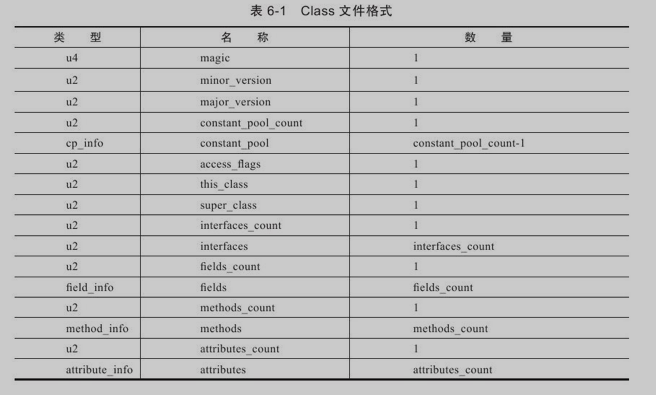 表 6-1 Class 文件格式
类 型 名 称 数 量
u4 magic 1
u2 minor_version 1
u2 major_version 1
u2 constant_pool_count 1
cp_info constant_pool constant_pool_count-1
u2 access_flags 1
u2 this_class 1
u2 super_class 1
u2 interfaces_count 1
u2 interfaces interfaces_count
u2 fields_count 1
field_info fields fields_count
u2 methods_count 1
method_info methods methods_count
u2 attributes_count 1
attribute_info attributes attributes_count